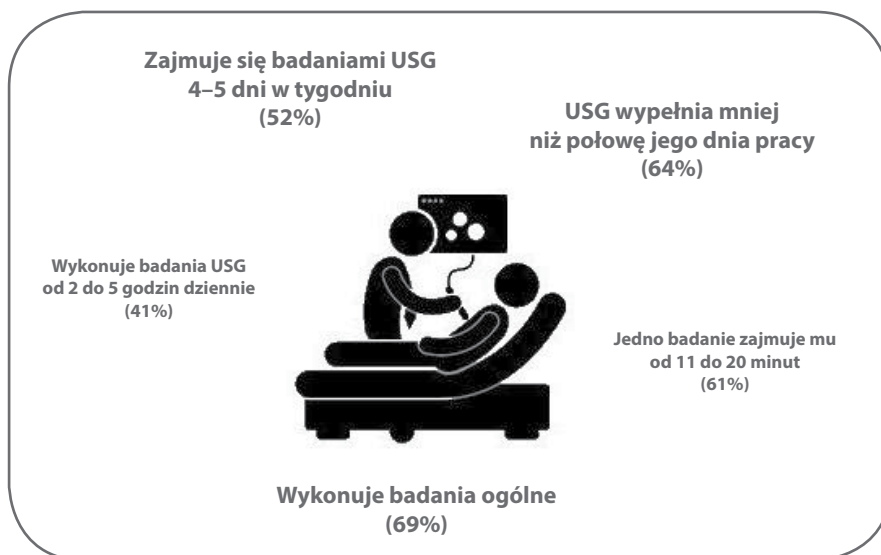 Zajmuje się badaniami USG
4–5 dni w tygodniu
(52%)
USG wypełnia mniej
niż połowę jego dnia pracy
(64%)
Wykonuje badania USG
od 2 do 5 godzin dziennie
(41%)
Jedno badanie zajmuje mu
od 11 do 20 minut
(61%)
Wykonuje badania ogólne
(69%)